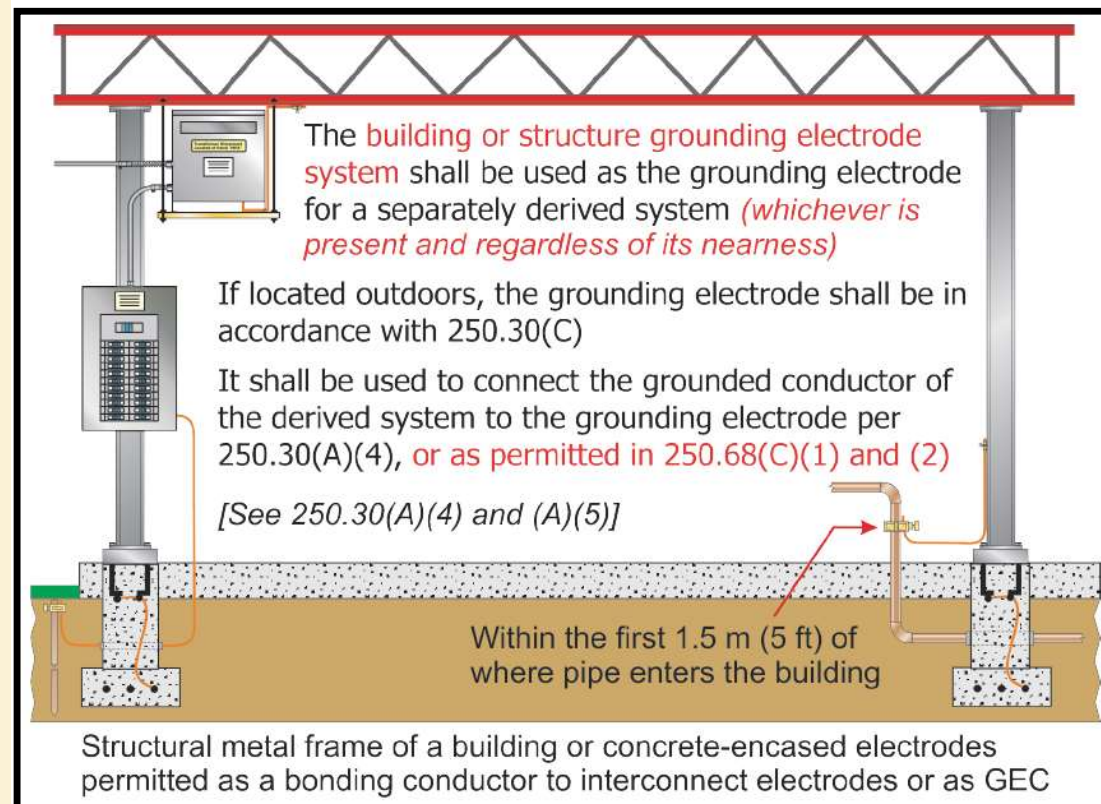 The building or structure grounding electrode
system shall be used as the grounding electrode
for a separately derived system (whichever is
present and regardless of its nearness)
If located outdoors, the grounding electrode shall be in
accordance with 250.30(C)
It shall be used to connect the grounded conductor of
the derived system to the grounding electrode per
250.30(A)(4), or as permitted in 250.68(C)(1) and (2)
[See 250.30(A)(4) and (A)(5)]
Within the first 1.5 m (5 ft) of
where pipe enters the building
Structural metal frame of a building or concrete-encased electrodes
permitted as a bonding conductor to interconnect electrodes or as GEC